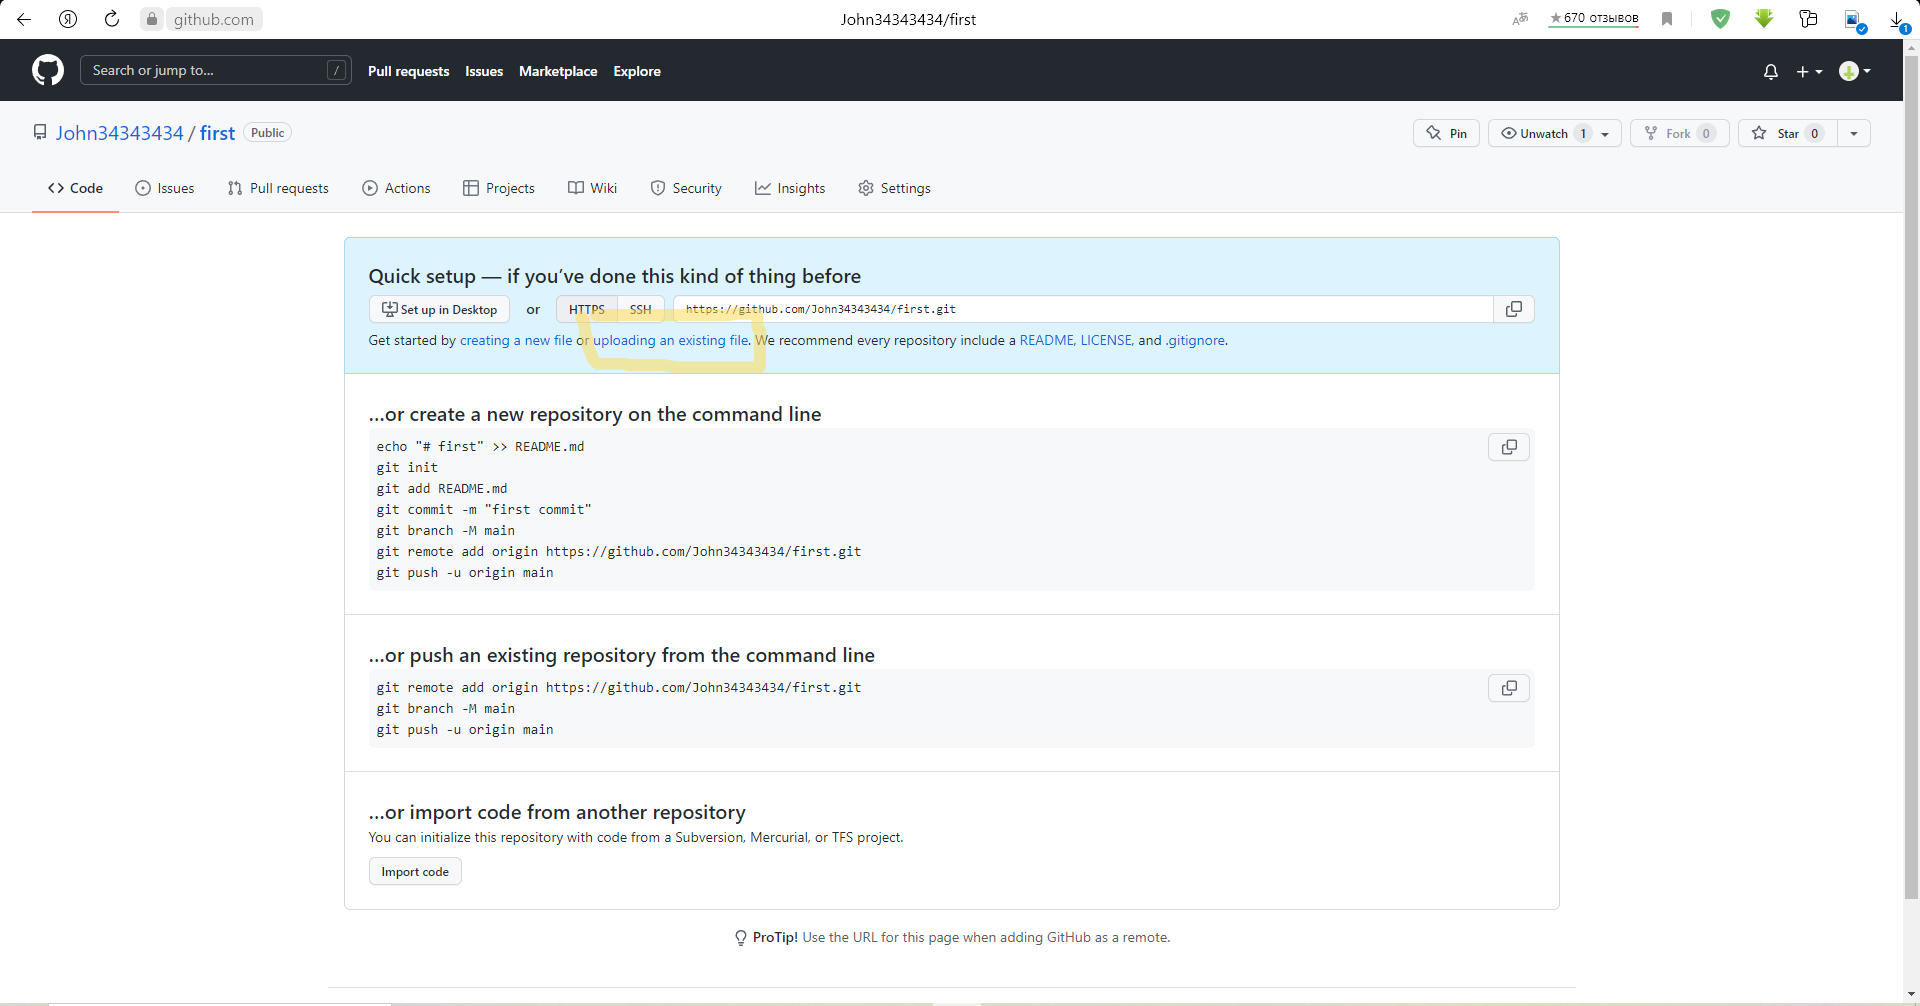 github.com John34343434/first 670 отзывов 1
Search or jump to... / Pull requests Issues Marketplace Explore
John34343434 / first Public Pin Unwatch 1 Fork 0 Star 0
Code Issues Pull requests Actions Projects Wiki Security Insights Settings
Quick setup — if you’ve done this kind of thing before
Set up in Desktop or HTTPS SSH https://github.com/John34343434/first.git
Get started by creating a new file or uploading an existing file. We recommend every repository include a README, LICENSE, and .gitignore.
…or create a new repository on the command line
echo "# first" >> README.md
git init
git add README.md
git commit -m "first commit"
git branch -M main
git remote add origin https://github.com/John34343434/first.git
git push -u origin main
…or push an existing repository from the command line
git remote add origin https://github.com/John34343434/first.git
git branch -M main
git push -u origin main
…or import code from another repository
You can initialize this repository with code from a Subversion, Mercurial, or TFS project.
Import code
ProTip! Use the URL for this page when adding GitHub as a remote.